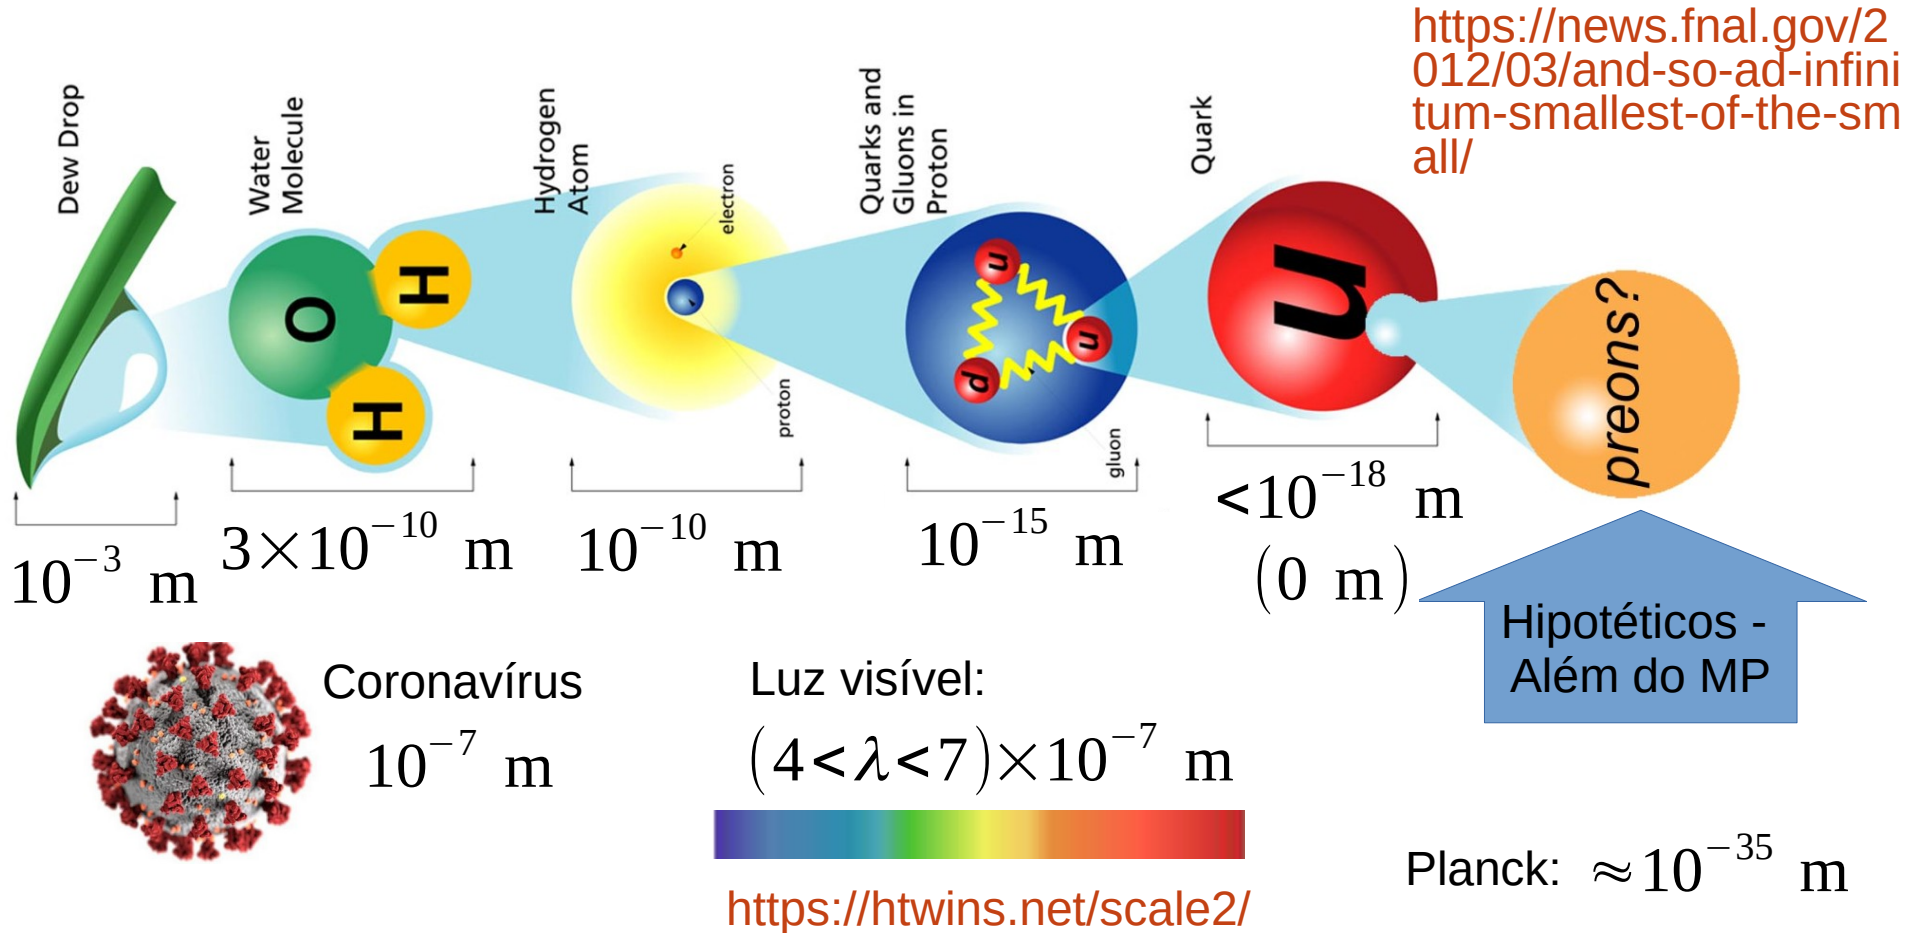 https://news.fnal.gov/2
012/03/and-so-ad-infini
tum-smallest-of-the-sm
all/
Dew Drop
Water
Molecule
Hydrogen
Atom
Quarks and
Gluons in
Proton
Quark
O
H
H
electron
proton
u
u
d
gluon
u
preons?
10⁻³ m
3×10⁻¹⁰ m
10⁻¹⁰ m
10⁻¹⁵ m
<10⁻¹⁸ m
(0 m)
Hipotéticos -
Além do MP
Coronavírus
10⁻⁷ m
Luz visível:
(4<λ<7)×10⁻⁷ m
https://htwins.net/scale2/
Planck: ≈10⁻³⁵ m